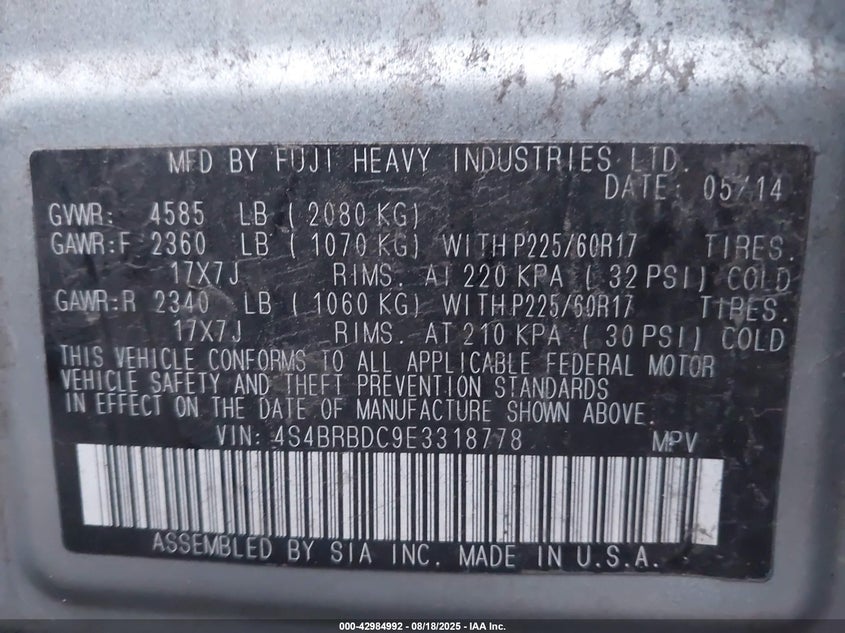 MFD BY FUJI HEAVY INDUSTRIES LTD.
DATE: 05/14
GVWR: 4585 LB ( 2080 KG)
GAWR:F 2360 LB ( 1070 KG) WITH P225/60R17 TIRES.
17X7J RIMS. AT 220 KPA ( 32 PSI) COLD
GAWR:R 2340 LB ( 1060 KG) WITH P225/60R17 TIRES.
17X7J RIMS. AT 210 KPA ( 30 PSI) COLD
THIS VEHICLE CONFORMS TO ALL APPLICABLE FEDERAL MOTOR
VEHICLE SAFETY AND THEFT PREVENTION STANDARDS
IN EFFECT ON THE DATE OF MANUFACTURE SHOWN ABOVE.
VIN: 4S4BRBDC9E3318778 MPV
ASSEMBLED BY SIA INC. MADE IN U.S.A.
000-42984992 - 08/18/2025 - IAA Inc.